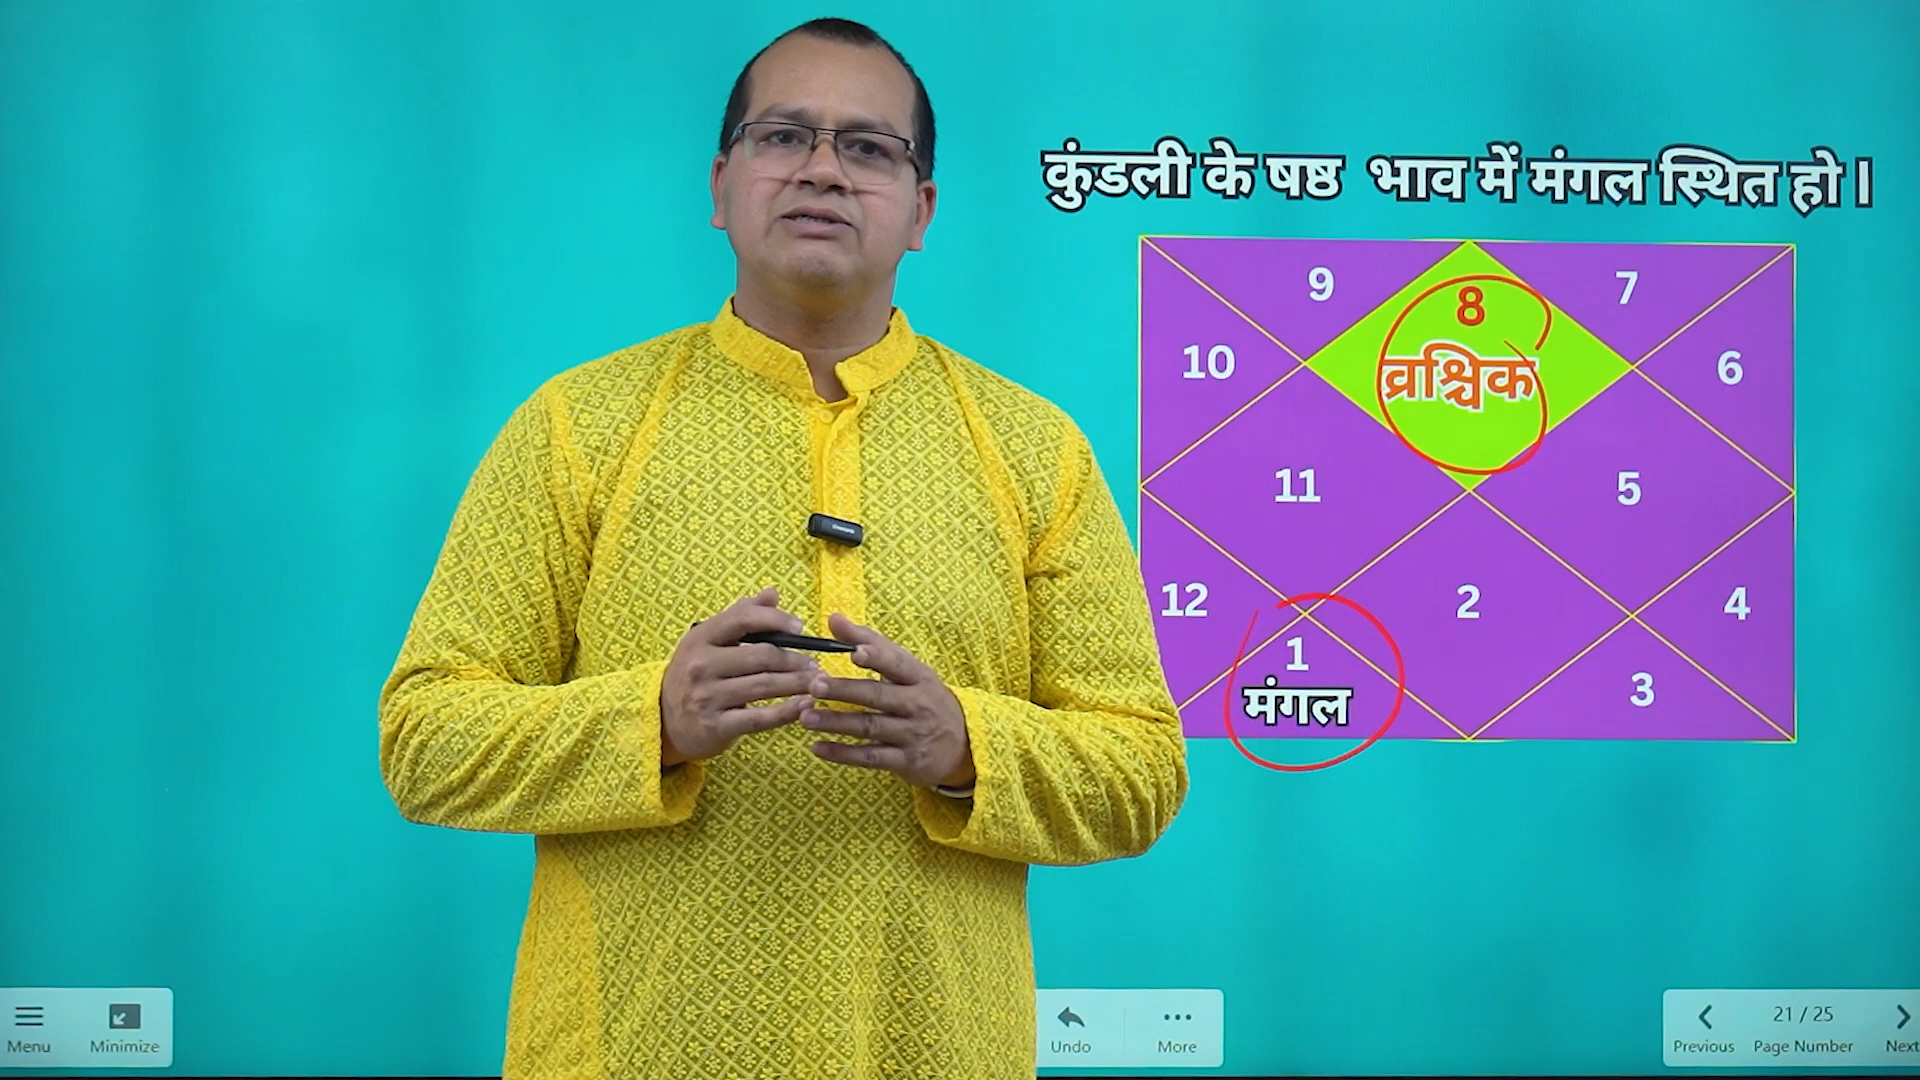 कुंडली के षष्ठ भाव में मंगल स्थित हो ।
9
8
7
10
व्रश्चिक
6
11
5
12
2
4
1
मंगल
3
Menu
Minimize
Undo
More
21 / 25
Previous
Page Number
Next